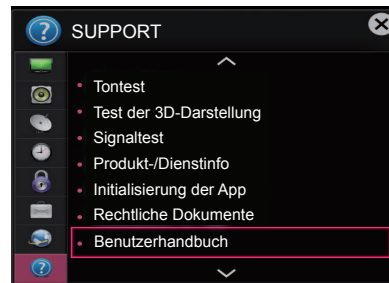 SUPPORT
Tontest
Test der 3D-Darstellung
Signaltest
Produkt-/Dienstinfo
Initialisierung der App
Rechtliche Dokumente
Benutzerhandbuch